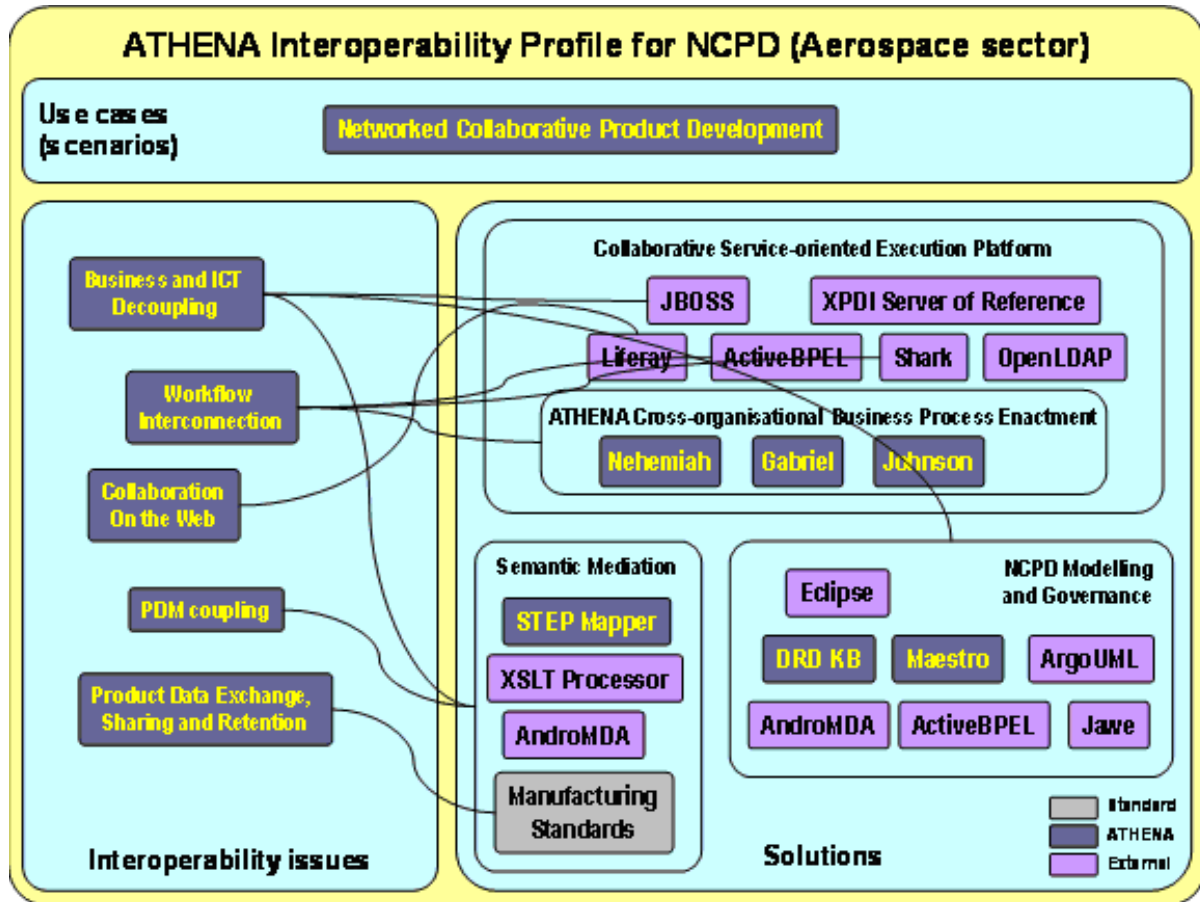 ATHENA Interoperability Profile for NCPD (Aerospace sector)
Use cases
(scenarios)
Networked Collaborative Product Development
Business and ICT
Decoupling
Workflow
Interconnection
Collaboration
On the Web
PDM coupling
Product Data Exchange,
Sharing and Retention
Interoperability issues
Collaborative Service-oriented Execution Platform
JBOSS
XPDI Server of Reference
Liferay
ActiveBPEL
Shark
OpenLDAP
ATHENA Cross-organisational Business Process Enactment
Nehemiah
Gabriel
Johnson
Semantic Mediation
STEP Mapper
XSLT Processor
AndroMDA
Manufacturing
Standards
NCPD Modelling
and Governance
Eclipse
DRD KB
Maestro
ArgoUML
AndroMDA
ActiveBPEL
Jawe
Solutions
Standard
ATHENA
External